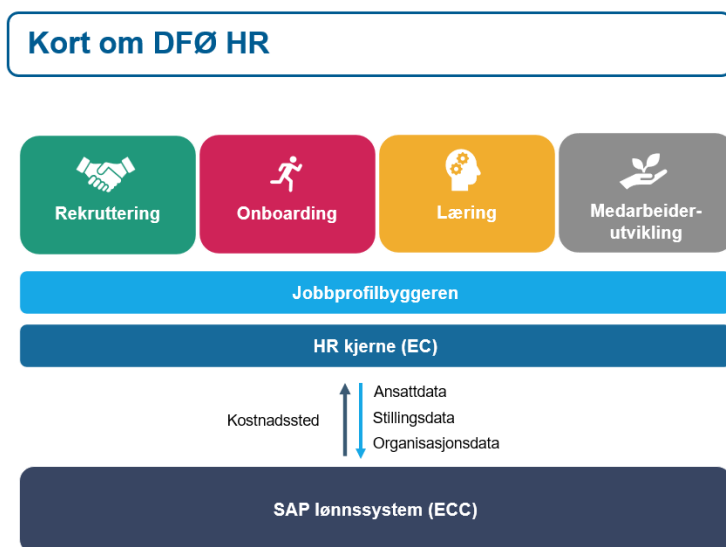 Kort om DFØ HR
Rekruttering
Onboarding
Læring
Medarbeider-
utvikling
Jobbprofilbyggeren
HR kjerne (EC)
Kostnadssted
Ansattdata
Stillingsdata
Organisasjonsdata
SAP lønnssystem (ECC)